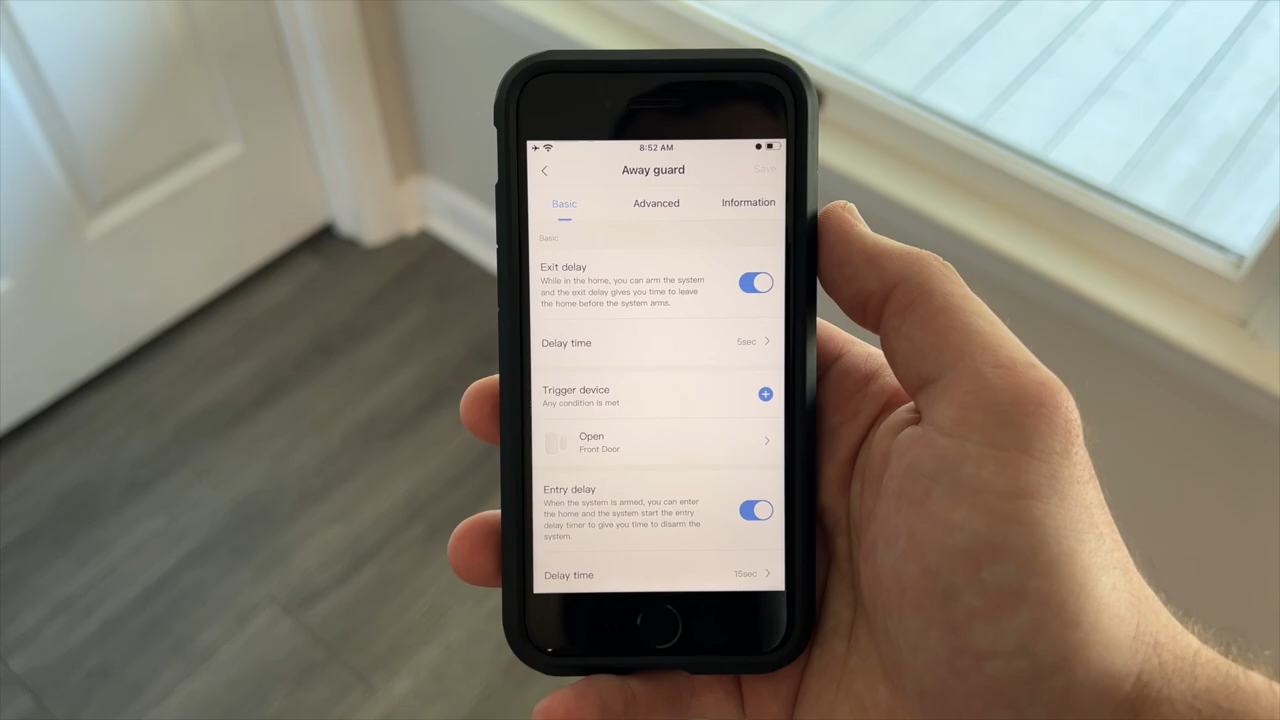 8:52 AM
Away guard
Save
Basic
Advanced
Information
Basic
Exit delay
While in the home, you can arm the system
and the exit delay gives you time to leave
the home before the system arms.
Delay time
5sec
Trigger device
Any condition is met
Open
Front Door
Entry delay
When the system is armed, you can enter
the home and the system start the entry
delay timer to give you time to disarm the
system.
Delay time
15sec